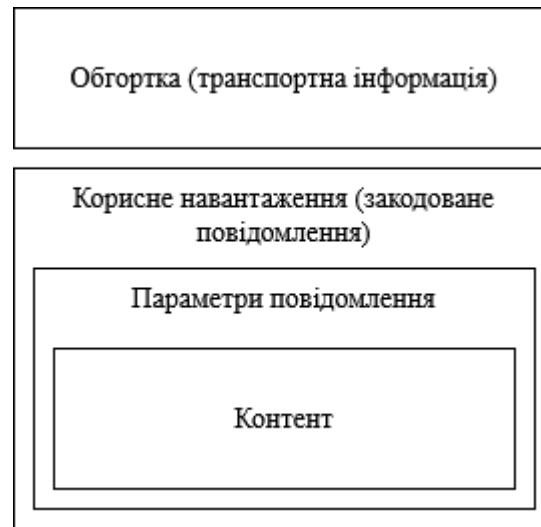 Обгортка (транспортна інформація)
Корисне навантаження (закодоване
повідомлення)
Параметри повідомлення
Контент